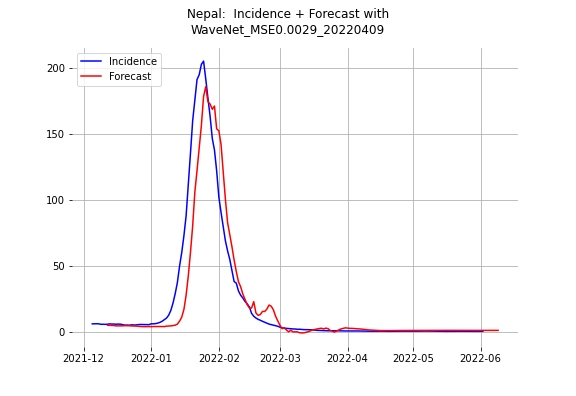 Nepal:  Incidence + Forecast with
WaveNet_MSE0.0029_20220409
Incidence
Forecast
200
150
100
50
0
2021-12 2022-01 2022-02 2022-03 2022-04 2022-05 2022-06